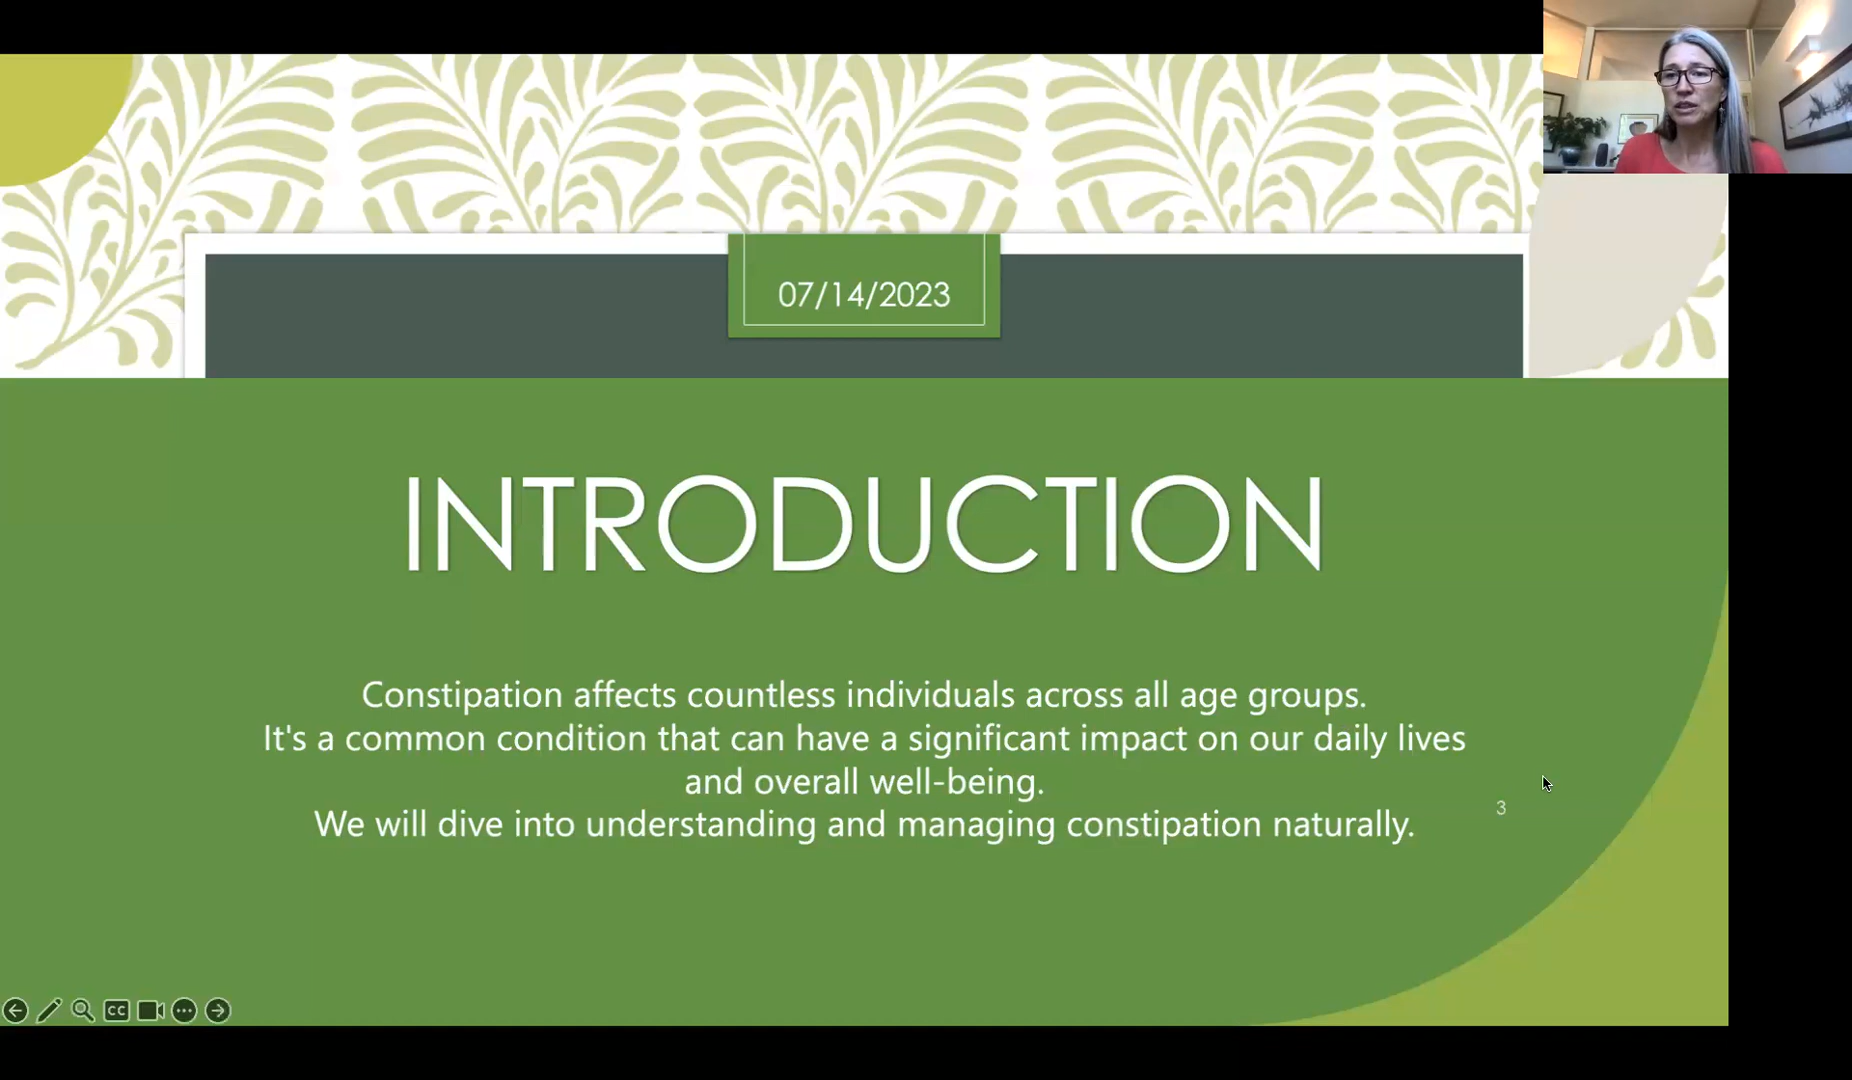 07/14/2023
INTRODUCTION
Constipation affects countless individuals across all age groups.
It's a common condition that can have a significant impact on our daily lives
and overall well-being.
We will dive into understanding and managing constipation naturally.
3
CC